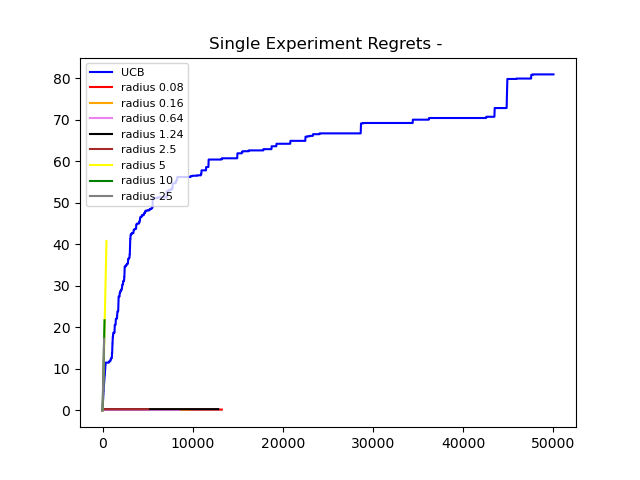 Single Experiment Regrets -
UCB
radius 0.08
radius 0.16
radius 0.64
radius 1.24
radius 2.5
radius 5
radius 10
radius 25
80
70
60
50
40
30
20
10
0
0 10000 20000 30000 40000 50000